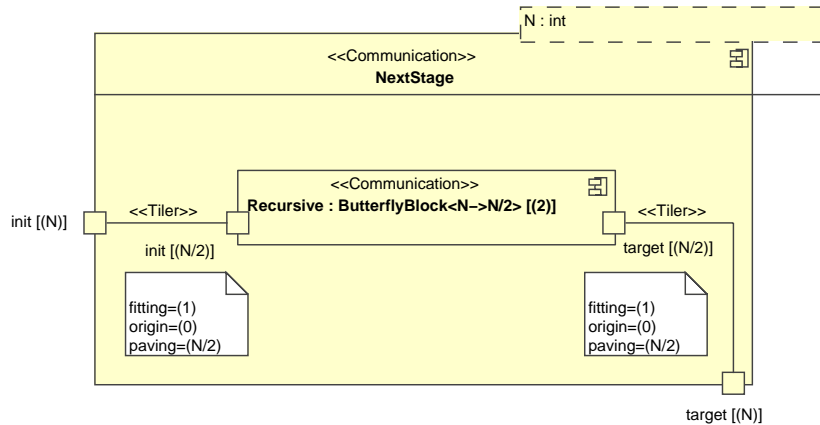 N : int
<<Communication>>
NextStage
<<Communication>>
Recursive : ButterflyBlock<N−>N/2> [(2)]
<<Tiler>>
<<Tiler>>
init [(N)]
init [(N/2)]
target [(N/2)]
fitting=(1)
origin=(0)
paving=(N/2)
fitting=(1)
origin=(0)
paving=(N/2)
target [(N)]